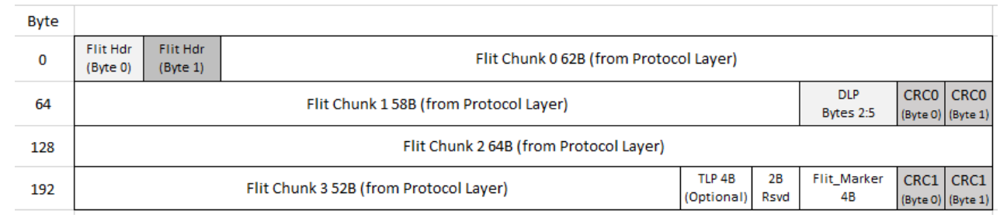 Byte
0
Flit Hdr
(Byte 0)
Flit Hdr
(Byte 1)
Flit Chunk 0 62B (from Protocol Layer)
64
Flit Chunk 1 58B (from Protocol Layer)
DLP
Bytes 2:5
CRC0
(Byte 0)
CRC0
(Byte 1)
128
Flit Chunk 2 64B (from Protocol Layer)
192
Flit Chunk 3 52B (from Protocol Layer)
TLP 4B
(Optional)
2B
Rsvd
Flit_Marker
4B
CRC1
(Byte 0)
CRC1
(Byte 1)